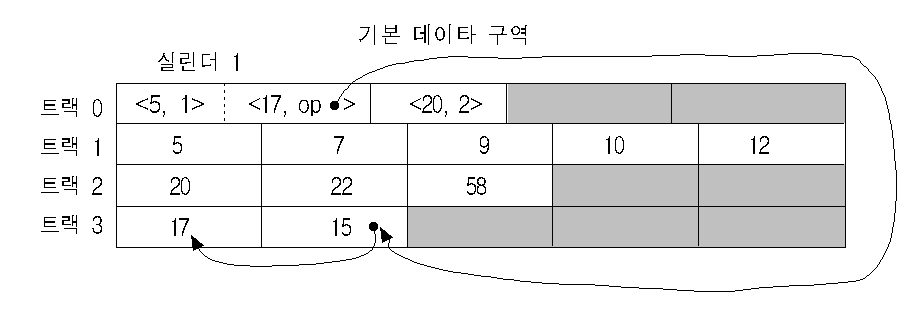 기본 데이타 구역
실린더 1
트랙 0 <5, 1> <17, op > <20, 2>
트랙 1 5 7 9 10 12
트랙 2 20 22 58
트랙 3 17 15